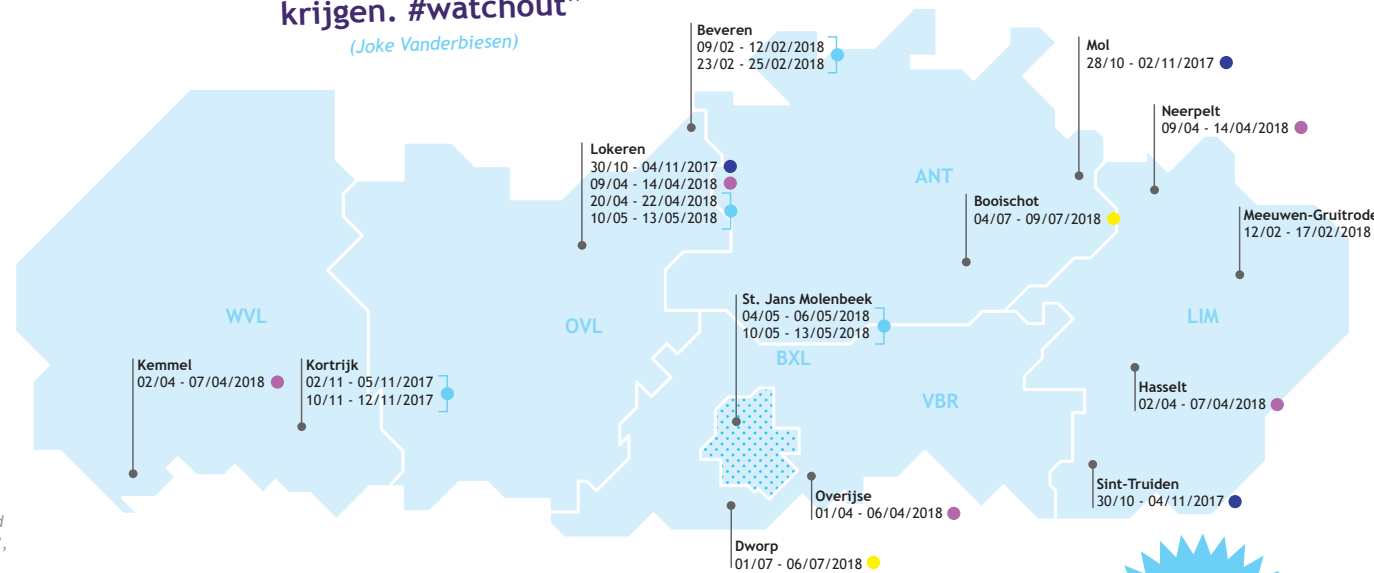 krijgen. #watchout"
(Joke Vanderbiesen)
Beveren
09/02 - 12/02/2018
23/02 - 25/02/2018
Mol
28/10 - 02/11/2017
Neerpelt
09/04 - 14/04/2018
Lokeren
30/10 - 04/11/2017
09/04 - 14/04/2018
20/04 - 22/04/2018
10/05 - 13/05/2018
ANT
Booischot
04/07 - 09/07/2018
Meeuwen-Gruitrode
12/02 - 17/02/2018
WVL
OVL
St. Jans Molenbeek
04/05 - 06/05/2018
10/05 - 13/05/2018
BXL
LIM
Kemmel
02/04 - 07/04/2018
Kortrijk
02/11 - 05/11/2017
10/11 - 12/11/2017
VBR
Hasselt
02/04 - 07/04/2018
Overijse
01/04 - 06/04/2018
Sint-Truiden
30/10 - 04/11/2017
Dworp
01/07 - 06/07/2018